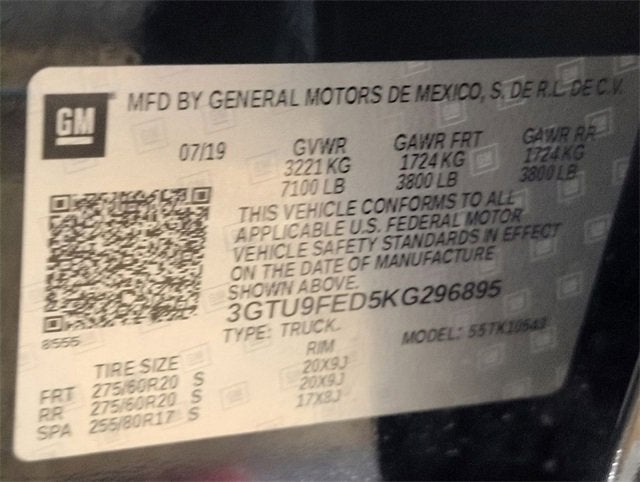 GM
MFD BY GENERAL MOTORS DE MEXICO, S. DE R.L. DE C.V.
07/19 GVWR GAWR FRT GAWR RR
3221 KG 1724 KG 1724 KG
7100 LB 3800 LB 3800 LB
THIS VEHICLE CONFORMS TO ALL
APPLICABLE U.S. FEDERAL MOTOR
VEHICLE SAFETY STANDARDS IN EFFECT
ON THE DATE OF MANUFACTURE
SHOWN ABOVE.
3GTU9FED5KG296895
8555 TYPE: TRUCK. MODEL: 55TK10543
TIRE SIZE RIM
FRT 275/60R20 S 20X9J
RR 275/60R20 S 20X9J
SPA 255/80R17 S 17X8J